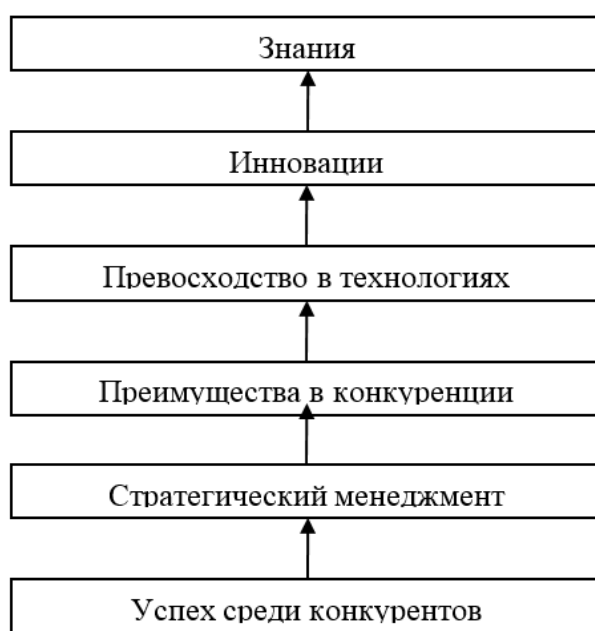 Знания
Инновации
Превосходство в технологиях
Преимущества в конкуренции
Стратегический менеджмент
Успех среди конкурентов